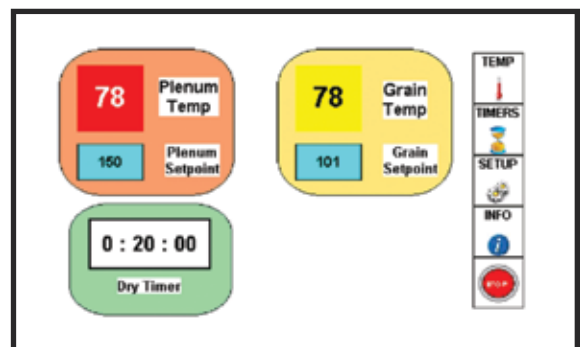 78
Plenum
Temp
150
Plenum
Setpoint
78
Grain
Temp
101
Grain
Setpoint
0 : 20 : 00
Dry Timer
TEMP
TIMERS
SETUP
INFO
i
STOP